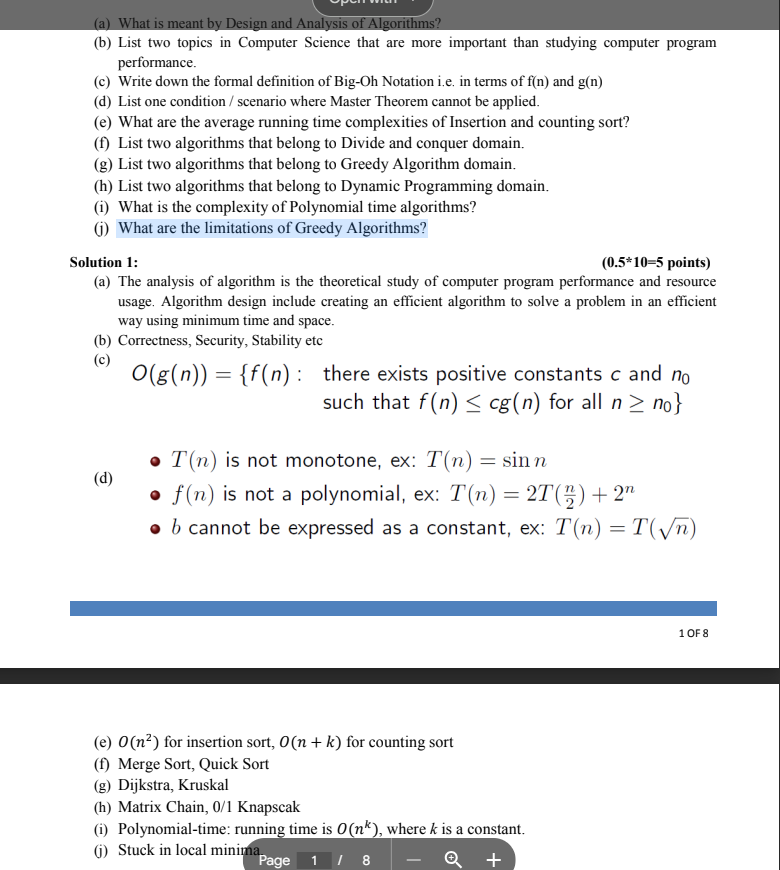 Open with
(a) What is meant by Design and Analysis of Algorithms?
(b) List two topics in Computer Science that are more important than studying computer program
performance.
(c) Write down the formal definition of Big-Oh Notation i.e. in terms of f(n) and g(n)
(d) List one condition / scenario where Master Theorem cannot be applied.
(e) What are the average running time complexities of Insertion and counting sort?
(f) List two algorithms that belong to Divide and conquer domain.
(g) List two algorithms that belong to Greedy Algorithm domain.
(h) List two algorithms that belong to Dynamic Programming domain.
(i) What is the complexity of Polynomial time algorithms?
(j) What are the limitations of Greedy Algorithms?
Solution 1: (0.5*10=5 points)
(a) The analysis of algorithm is the theoretical study of computer program performance and resource
usage. Algorithm design include creating an efficient algorithm to solve a problem in an efficient
way using minimum time and space.
(b) Correctness, Security, Stability etc
(c)
O(g(n)) = {f(n) : there exists positive constants c and n₀
such that f(n) ≤ cg(n) for all n ≥ n₀}
(d)
• T(n) is not monotone, ex: T(n) = sin n
• f(n) is not a polynomial, ex: T(n) = 2T(n/2) + 2ⁿ
• b cannot be expressed as a constant, ex: T(n) = T(√n)
1 OF 8
(e) O(n²) for insertion sort, O(n + k) for counting sort
(f) Merge Sort, Quick Sort
(g) Dijkstra, Kruskal
(h) Matrix Chain, 0/1 Knapscak
(i) Polynomial-time: running time is O(nᵏ), where k is a constant.
(j) Stuck in local minima
Page 1 / 8 — +